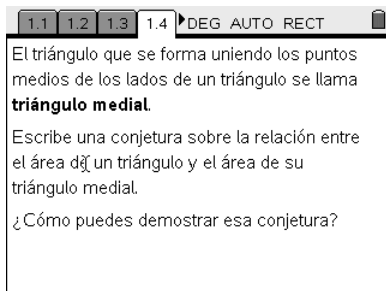 1.1 1.2 1.3 1.4 DEG AUTO RECT
El triángulo que se forma uniendo los puntos
medios de los lados de un triángulo se llama
triángulo medial.
Escribe una conjetura sobre la relación entre
el área de un triángulo y el área de su
triángulo medial.
¿Cómo puedes demostrar esa conjetura?